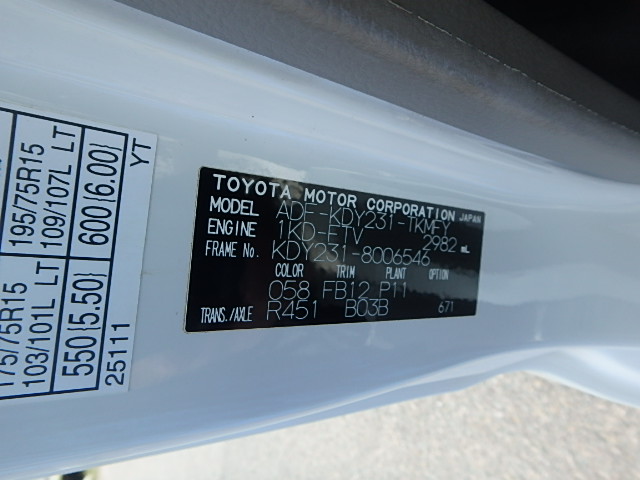 TOYOTA MOTOR CORPORATION JAPAN
MODEL ADF-KDY231-TKMFY
ENGINE 1KD-FTV 2982 mL
FRAME No. KDY231-8006546
COLOR TRIM PLANT OPTION
058 FB12 P11
TRANS./AXLE R451 B03B 671
175/75R15 195/75R15
103/101L LT 109/107L LT
550{5.50} 600{6.00}
25111 YT